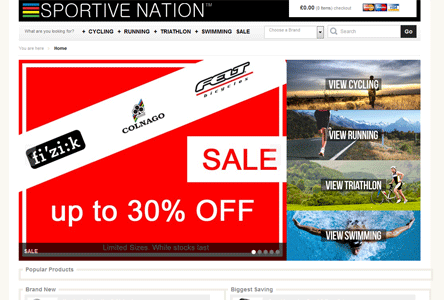 SPORTIVE NATION™
€0.00 (0 items) checkout
What are you looking for?
+ CYCLING + RUNNING + TRIATHLON + SWIMMING SALE
Choose a Brand
Search
Go
You are here :: Home
FELT
BICYCLES
COLNAGO
fi'zi:k
SALE
up to 30% OFF
Limited Sizes. While stocks last
SALE
VIEW CYCLING
VIEW RUNNING
VIEW TRIATHLON
VIEW SWIMMING
Popular Products
Brand New
Biggest Saving